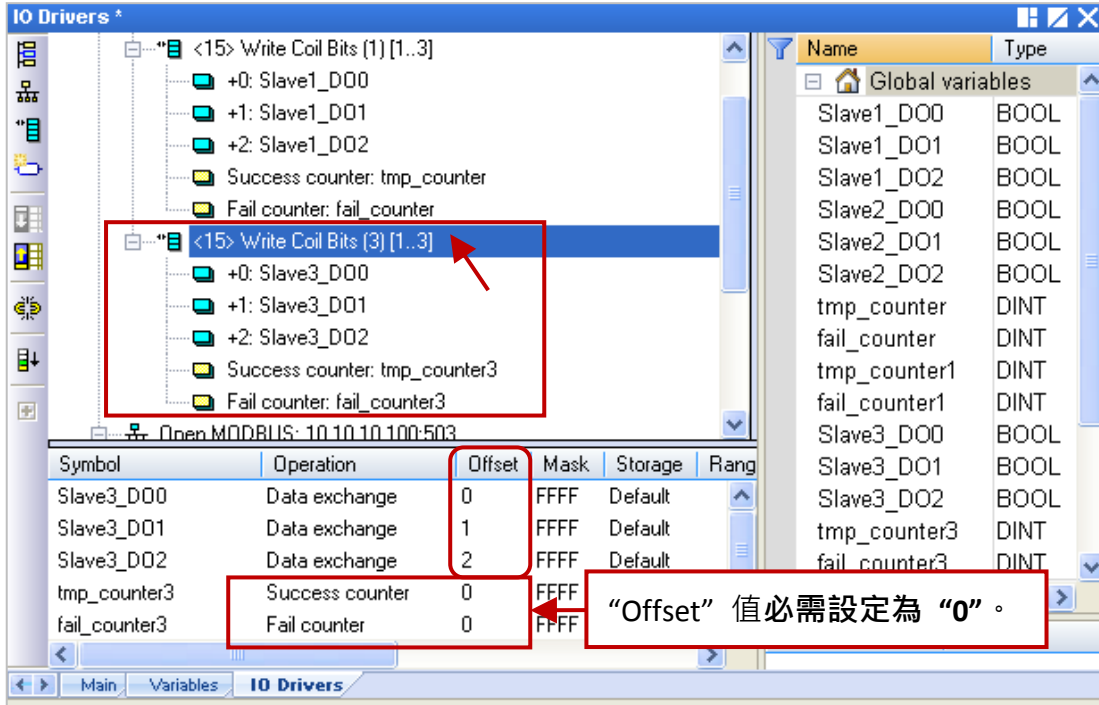 IO Drivers *
<15> Write Coil Bits (1) [1..3]
+0: Slave1_DO0
+1: Slave1_DO1
+2: Slave1_DO2
Success counter: tmp_counter
Fail counter: fail_counter
<15> Write Coil Bits (3) [1..3]
+0: Slave3_DO0
+1: Slave3_DO1
+2: Slave3_DO2
Success counter: tmp_counter3
Fail counter: fail_counter3
Open MODBUS: 10.10.10.100:503
Name Type
Global variables
Slave1_DO0 BOOL
Slave1_DO1 BOOL
Slave1_DO2 BOOL
Slave2_DO0 BOOL
Slave2_DO1 BOOL
Slave2_DO2 BOOL
tmp_counter DINT
fail_counter DINT
tmp_counter1 DINT
fail_counter1 DINT
Slave3_DO0 BOOL
Slave3_DO1 BOOL
Slave3_DO2 BOOL
tmp_counter3 DINT
fail_counter3 DINT
Symbol Operation Offset Mask Storage Rang
Slave3_DO0 Data exchange 0 FFFF Default
Slave3_DO1 Data exchange 1 FFFF Default
Slave3_DO2 Data exchange 2 FFFF Default
tmp_counter3 Success counter 0 FFFF
fail_counter3 Fail counter 0 FFFF
“Offset” 值必需設定為 “0”。
Main Variables IO Drivers